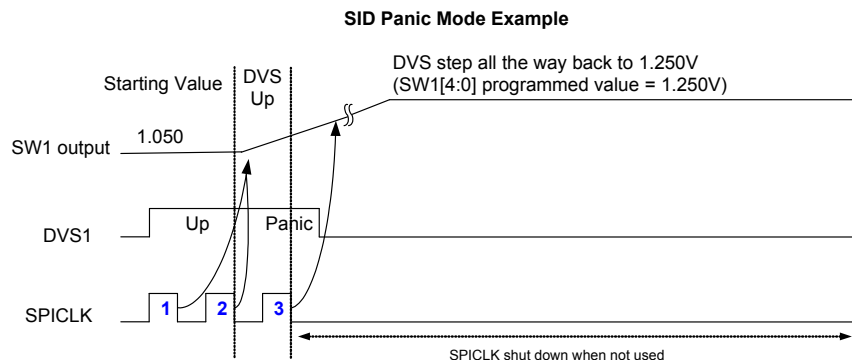 SID Panic Mode Example
DVS step all the way back to 1.250V
(SW1[4:0] programmed value = 1.250V)
Starting Value
DVS
Up
1.050
SW1 output
Up
Panic
DVS1
1
2
3
SPICLK
SPICLK shut down when not used